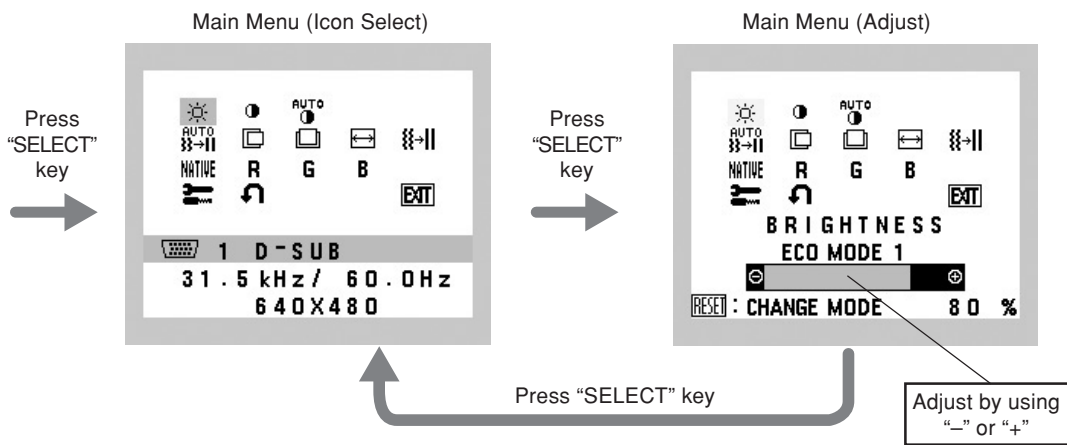 Main Menu (Icon Select)
Press
“SELECT”
key
AUTO
AUTO
NATIVE R G B
EXIT
1 D-SUB
31.5kHz/ 60.0Hz
640X480
Main Menu (Adjust)
Press
“SELECT”
key
AUTO
AUTO
NATIVE R G B
EXIT
BRIGHTNESS
ECO MODE 1
RESET : CHANGE MODE 80 %
Press “SELECT” key
Adjust by using
“–” or “+”